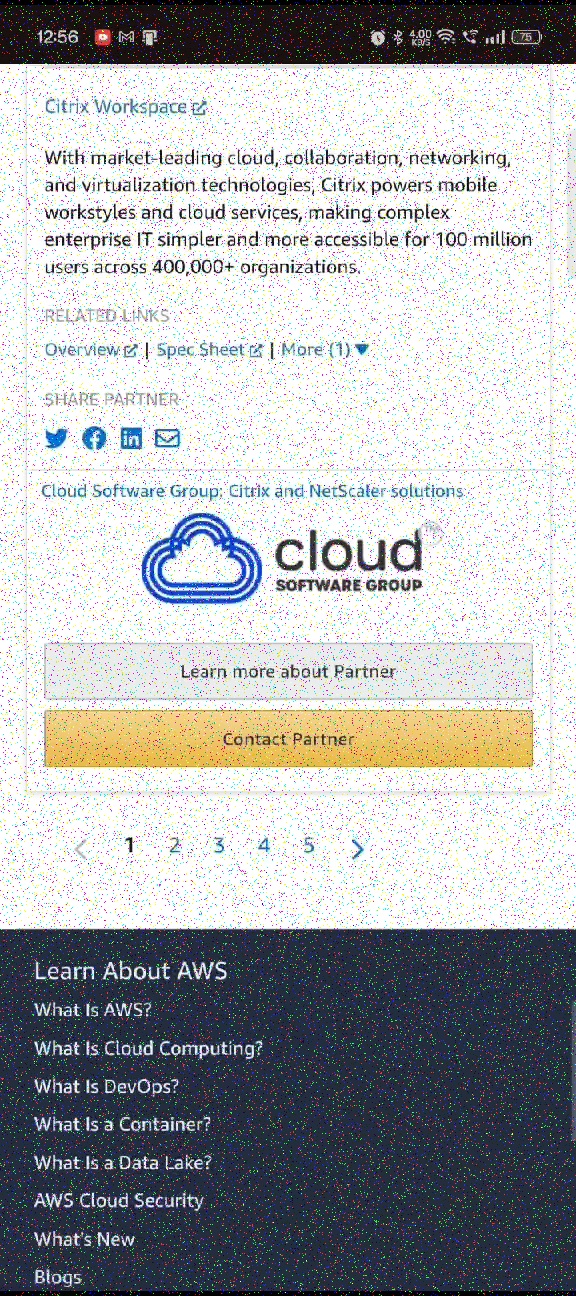 12:56
4.00 KB/S
75
Citrix Workspace
With market-leading cloud, collaboration, networking,
and virtualization technologies, Citrix powers mobile
workstyles and cloud services, making complex
enterprise IT simpler and more accessible for 100 million
users across 400,000+ organizations.
RELATED LINKS
Overview | Spec Sheet | More (1)
SHARE PARTNER
Cloud Software Group: Citrix and NetScaler solutions
cloud
SOFTWARE GROUP
Learn more about Partner
Contact Partner
1 2 3 4 5
Learn About AWS
What Is AWS?
What Is Cloud Computing?
What Is DevOps?
What Is a Container?
What Is a Data Lake?
AWS Cloud Security
What's New
Blogs